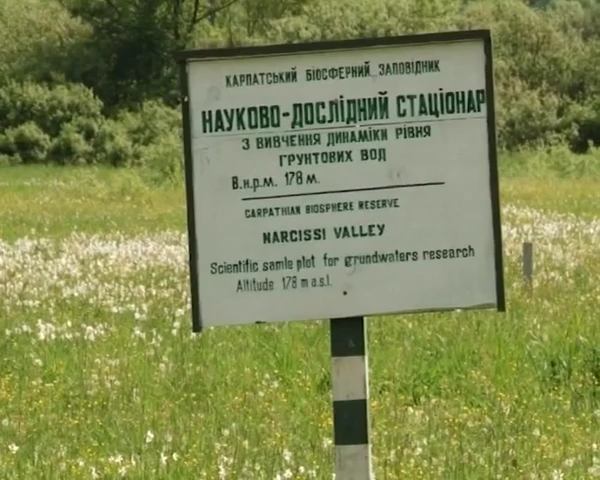 КАРПАТСЬКИЙ БІОСФЕРНИЙ ЗАПОВІДНИК
НАУКОВО-ДОСЛІДНИЙ СТАЦІОНАР
З ВИВЧЕННЯ ДИНАМІКИ РІВНЯ
ГРУНТОВИХ ВОД
В.н.р.м. 178 м.
CARPATHIAN BIOSPHERE RESERVE
NARCISSI VALLEY
Scientific samle plot for grundwaters research
Altitude 178 m a.s.l.